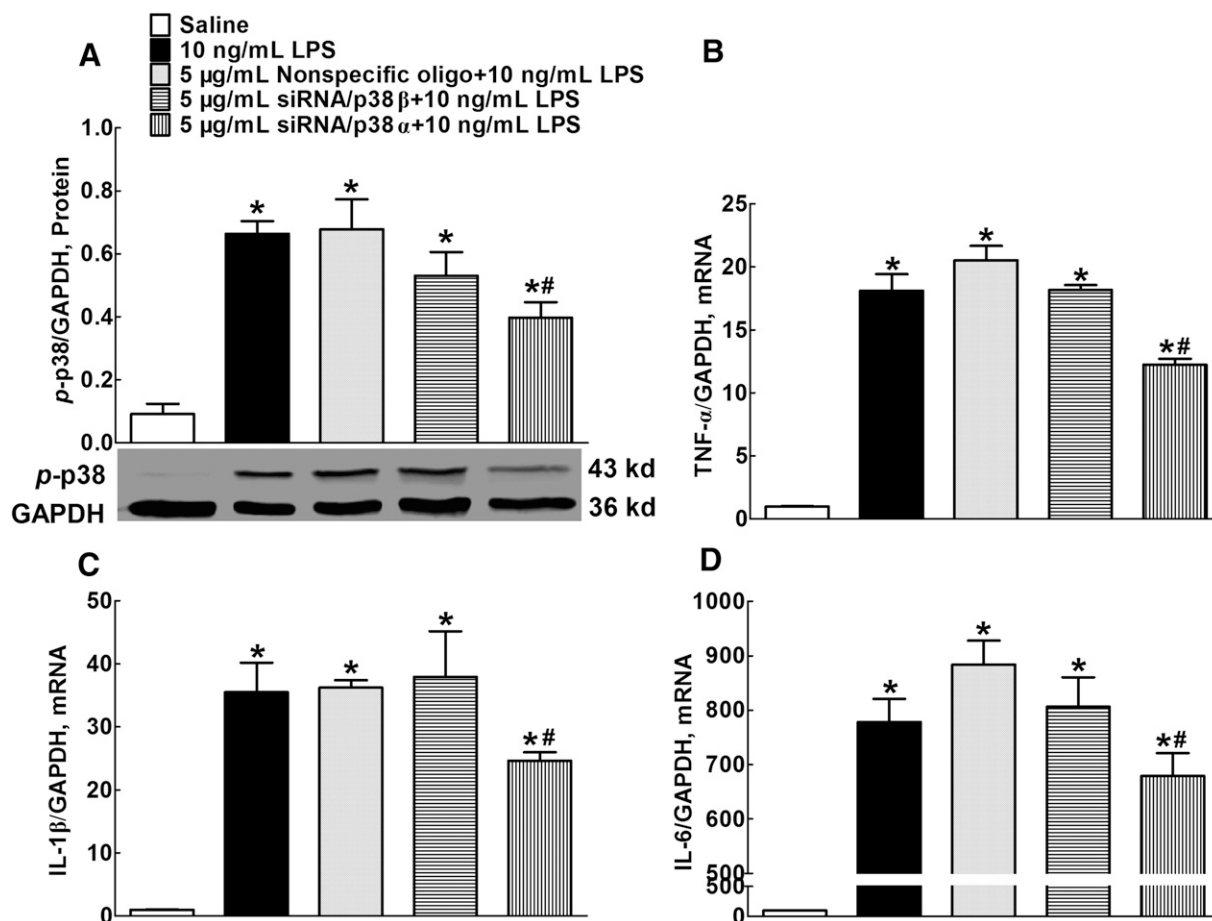 A
Saline
10 ng/mL LPS
5 µg/mL Nonspecific oligo+10 ng/mL LPS
5 µg/mL siRNA/p38 β+10 ng/mL LPS
5 µg/mL siRNA/p38 α+10 ng/mL LPS
p-p38/GAPDH, Protein
1.0
0.8
0.6
0.4
0.2
0.0
*
*
*
*#
p-p38
43 kd
GAPDH
36 kd
B
TNF-α/GAPDH, mRNA
25
20
15
10
5
0
*
*
*
*#
C
IL-1β/GAPDH, mRNA
50
40
30
20
10
0
*
*
*
*#
D
IL-6/GAPDH, mRNA
1000
900
800
700
600
500
500
0
*
*
*
*#